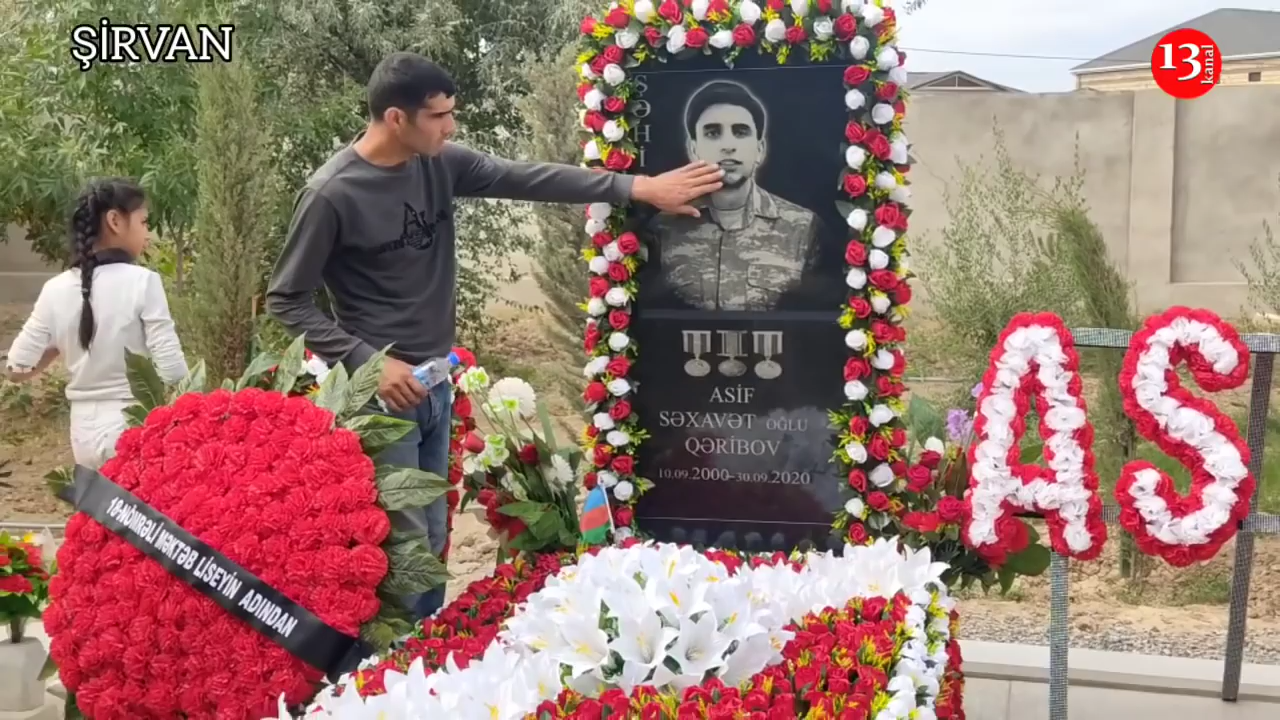 ŞİRVAN
13
kanal
ŞƏHİ
ASİF
SƏXAVƏT OĞLU
QƏRİBOV
10.09.2000-30.09.2020
18-NÖMRƏLİ MƏKTƏB LİSEYİN ADINDAN
AS